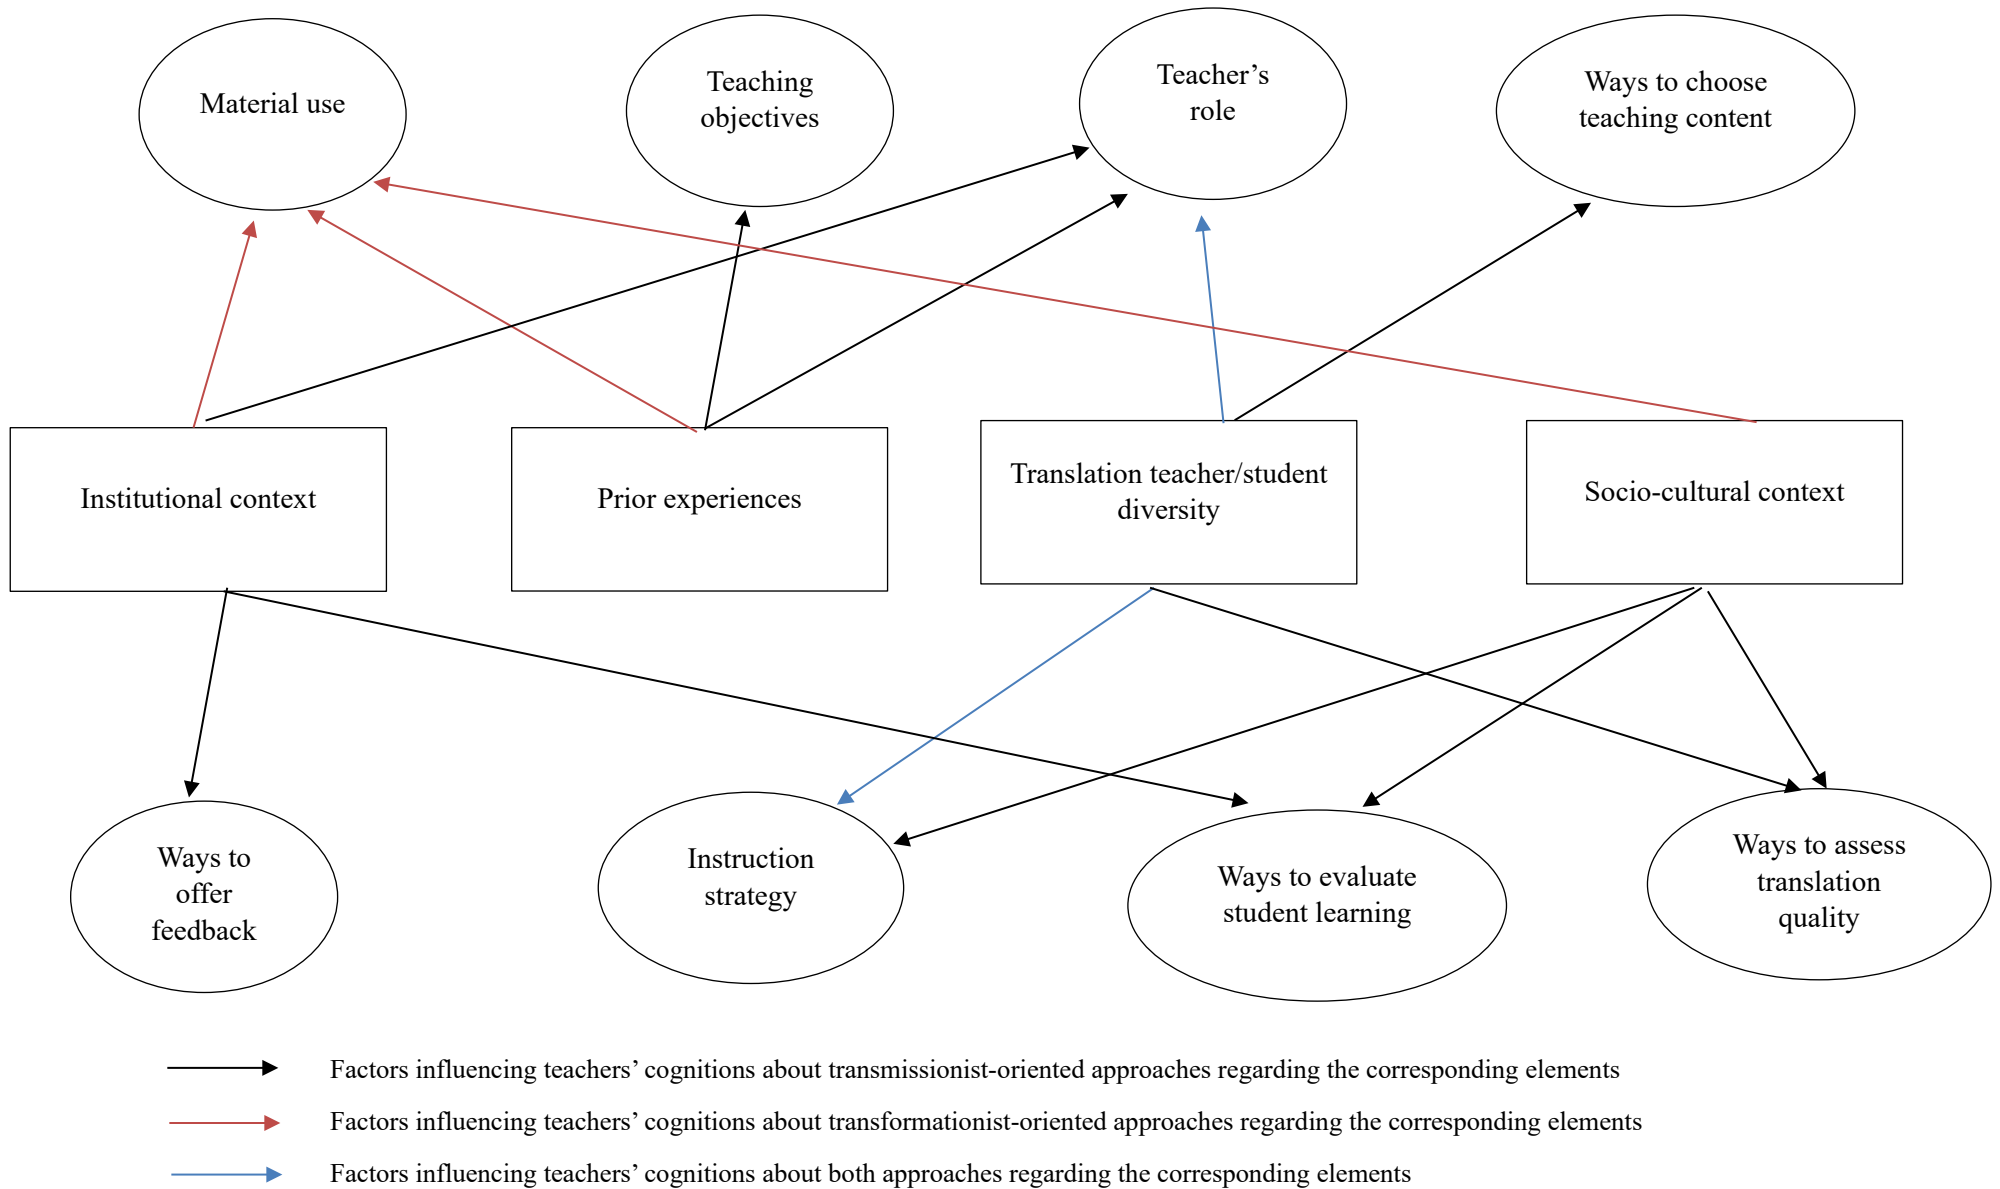 Material use
Teaching
objectives
Teacher’s
role
Ways to choose
teaching content
Institutional context
Prior experiences
Translation teacher/student
diversity
Socio-cultural context
Ways to
offer
feedback
Instruction
strategy
Ways to evaluate
student learning
Ways to assess
translation
quality
Factors influencing teachers’ cognitions about transmissionist-oriented approaches regarding the corresponding elements
Factors influencing teachers’ cognitions about transformationist-oriented approaches regarding the corresponding elements
Factors influencing teachers’ cognitions about both approaches regarding the corresponding elements